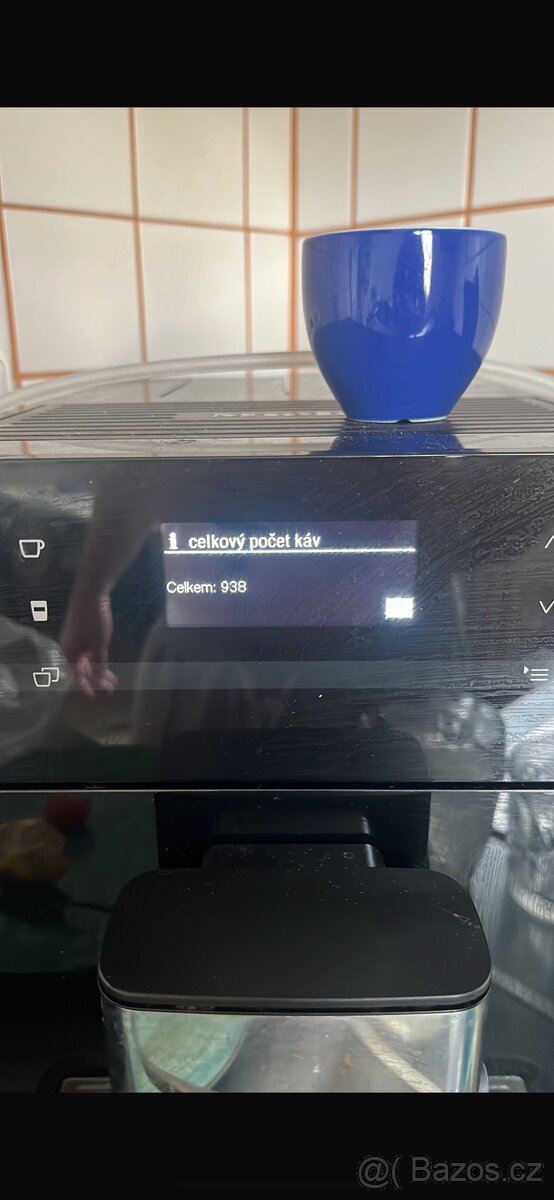 i celkový počet káv
Celkem: 938
@( Bazos.cz